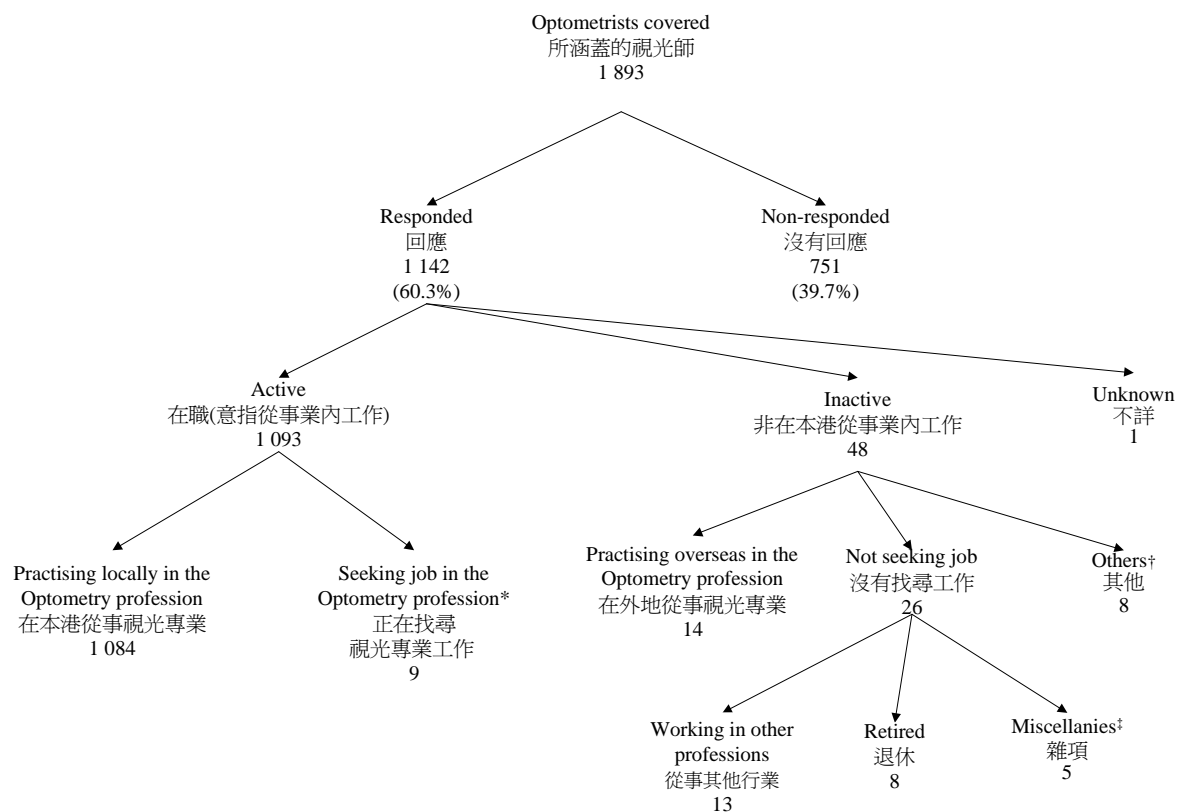 Optometrists covered
所涵蓋的視光師
1 893
Responded
回應
1 142
(60.3%)
Non-responded
沒有回應
751
(39.7%)
Active
在職(意指從事業內工作)
1 093
Inactive
非在本港從事業內工作
48
Unknown
不詳
1
Practising locally in the
Optometry profession
在本港從事視光專業
1 084
Seeking job in the
Optometry profession*
正在找尋
視光專業工作
9
Practising overseas in the
Optometry profession
在外地從事視光專業
14
Not seeking job
沒有找尋工作
26
Others†
其他
8
Working in other
professions
從事其他行業
13
Retired
退休
8
Miscellanies‡
雜項
5